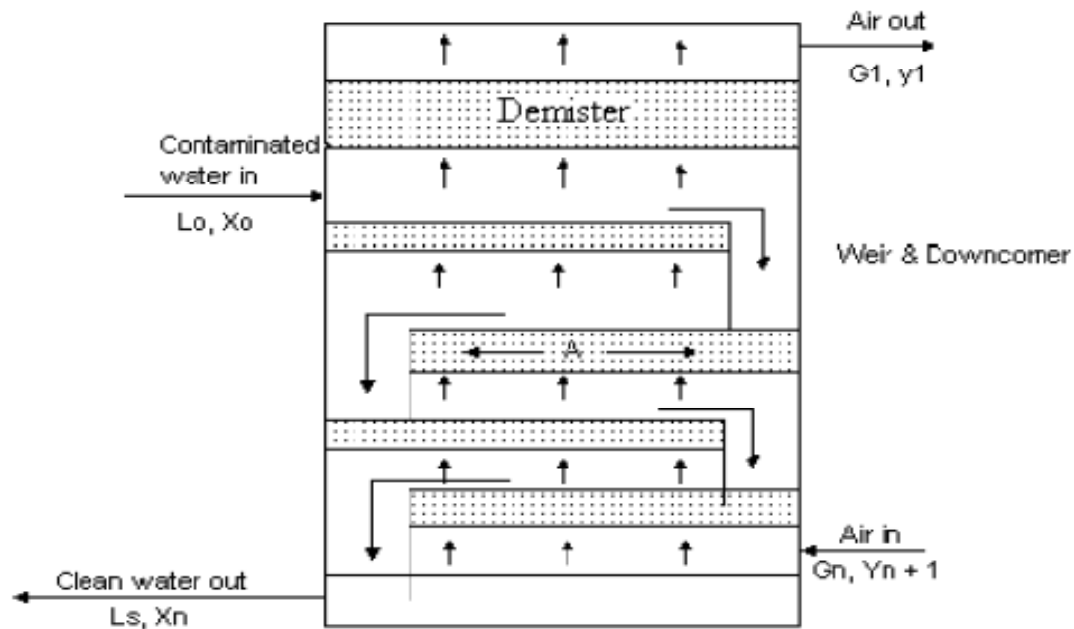 Air out
G1, y1
Demister
Contaminated
water in
Lo, Xo
Weir & Downcomer
A
Air in
Gn, Yn + 1
Clean water out
Ls, Xn